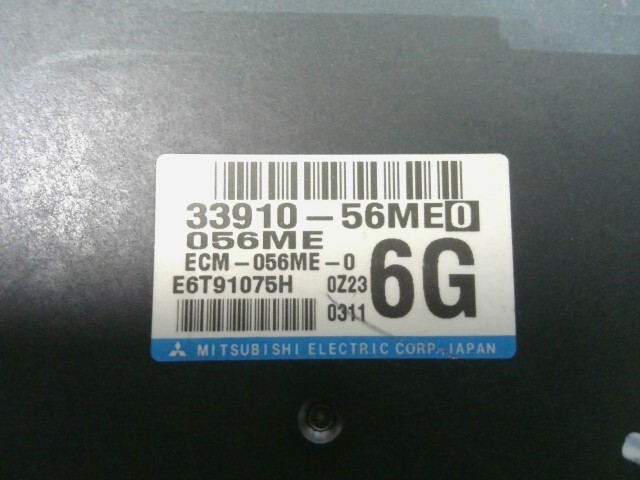 33910-56ME0
056ME
ECM-056ME-0
E6T91075H 0Z23
6G
0311
MITSUBISHI ELECTRIC CORP. JAPAN